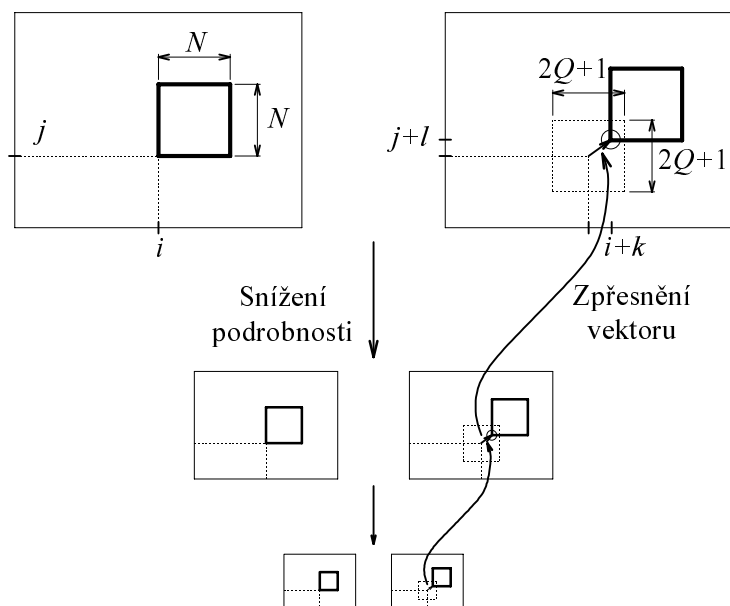 N
N
j
i
2Q+1
j+l
2Q+1
i+k
Snížení
podrobnosti
Zpřesnění
vektoru